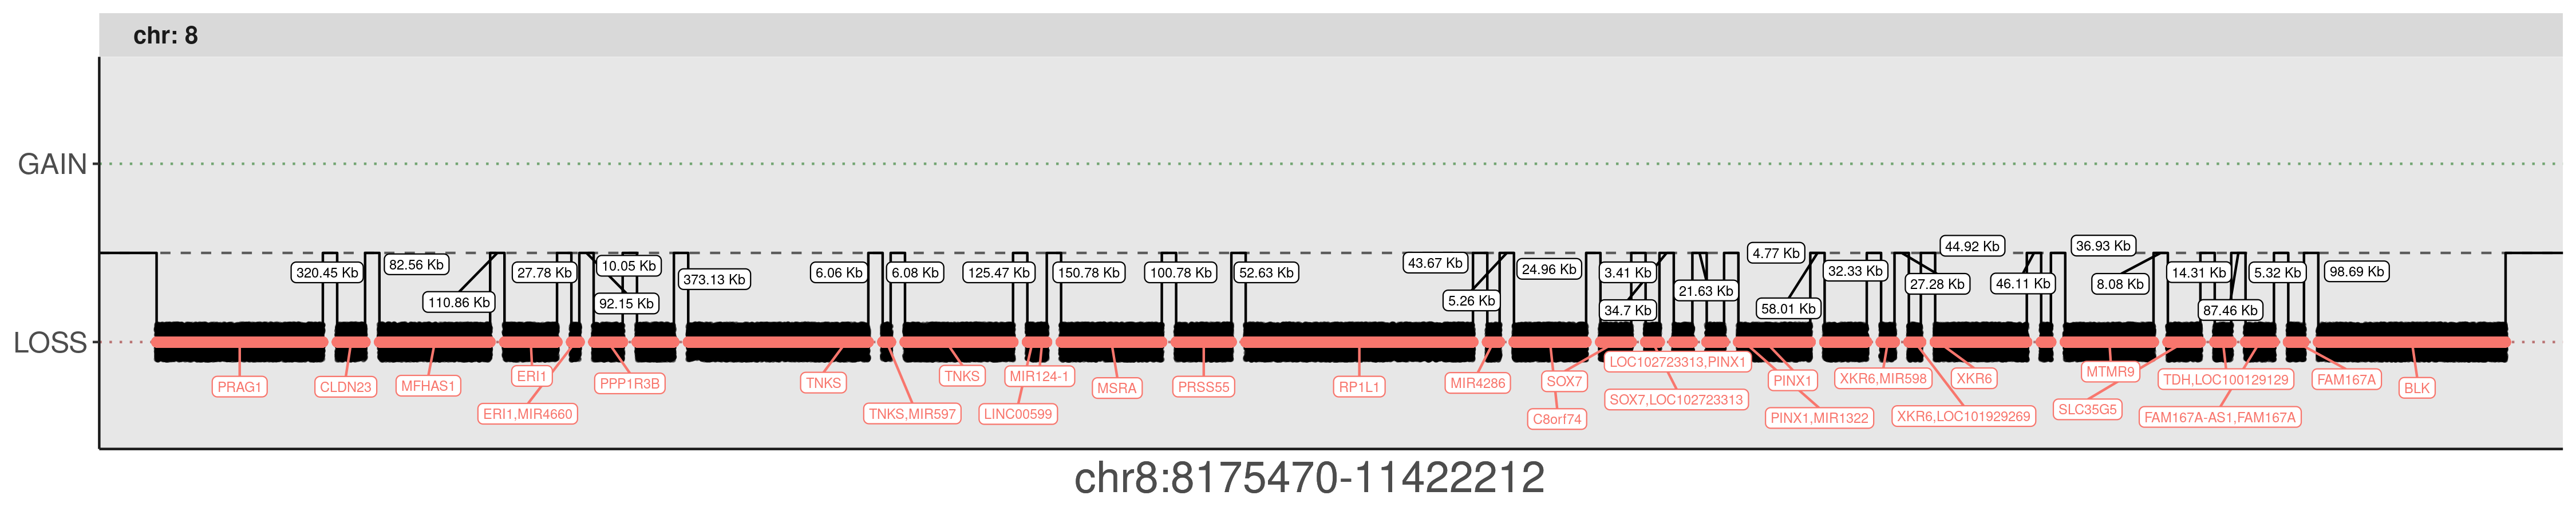 chr: 8
GAIN
LOSS
320.45 Kb
82.56 Kb
110.86 Kb
27.78 Kb
10.05 Kb
92.15 Kb
373.13 Kb
6.06 Kb
6.08 Kb
125.47 Kb
150.78 Kb
100.78 Kb
52.63 Kb
43.67 Kb
5.26 Kb
24.96 Kb
3.41 Kb
34.7 Kb
21.63 Kb
4.77 Kb
58.01 Kb
32.33 Kb
44.92 Kb
27.28 Kb
46.11 Kb
36.93 Kb
8.08 Kb
14.31 Kb
87.46 Kb
5.32 Kb
98.69 Kb
PRAG1
CLDN23
MFHAS1
ERI1
ERI1,MIR4660
PPP1R3B
TNKS
TNKS,MIR597
TNKS
LINC00599
MIR124-1
MSRA
PRSS55
RP1L1
MIR4286
SOX7
C8orf74
LOC102723313,PINX1
SOX7,LOC102723313
PINX1
PINX1,MIR1322
XKR6,MIR598
XKR6,LOC101929269
XKR6
MTMR9
SLC35G5
TDH,LOC100129129
FAM167A-AS1,FAM167A
FAM167A
BLK
chr8:8175470-11422212